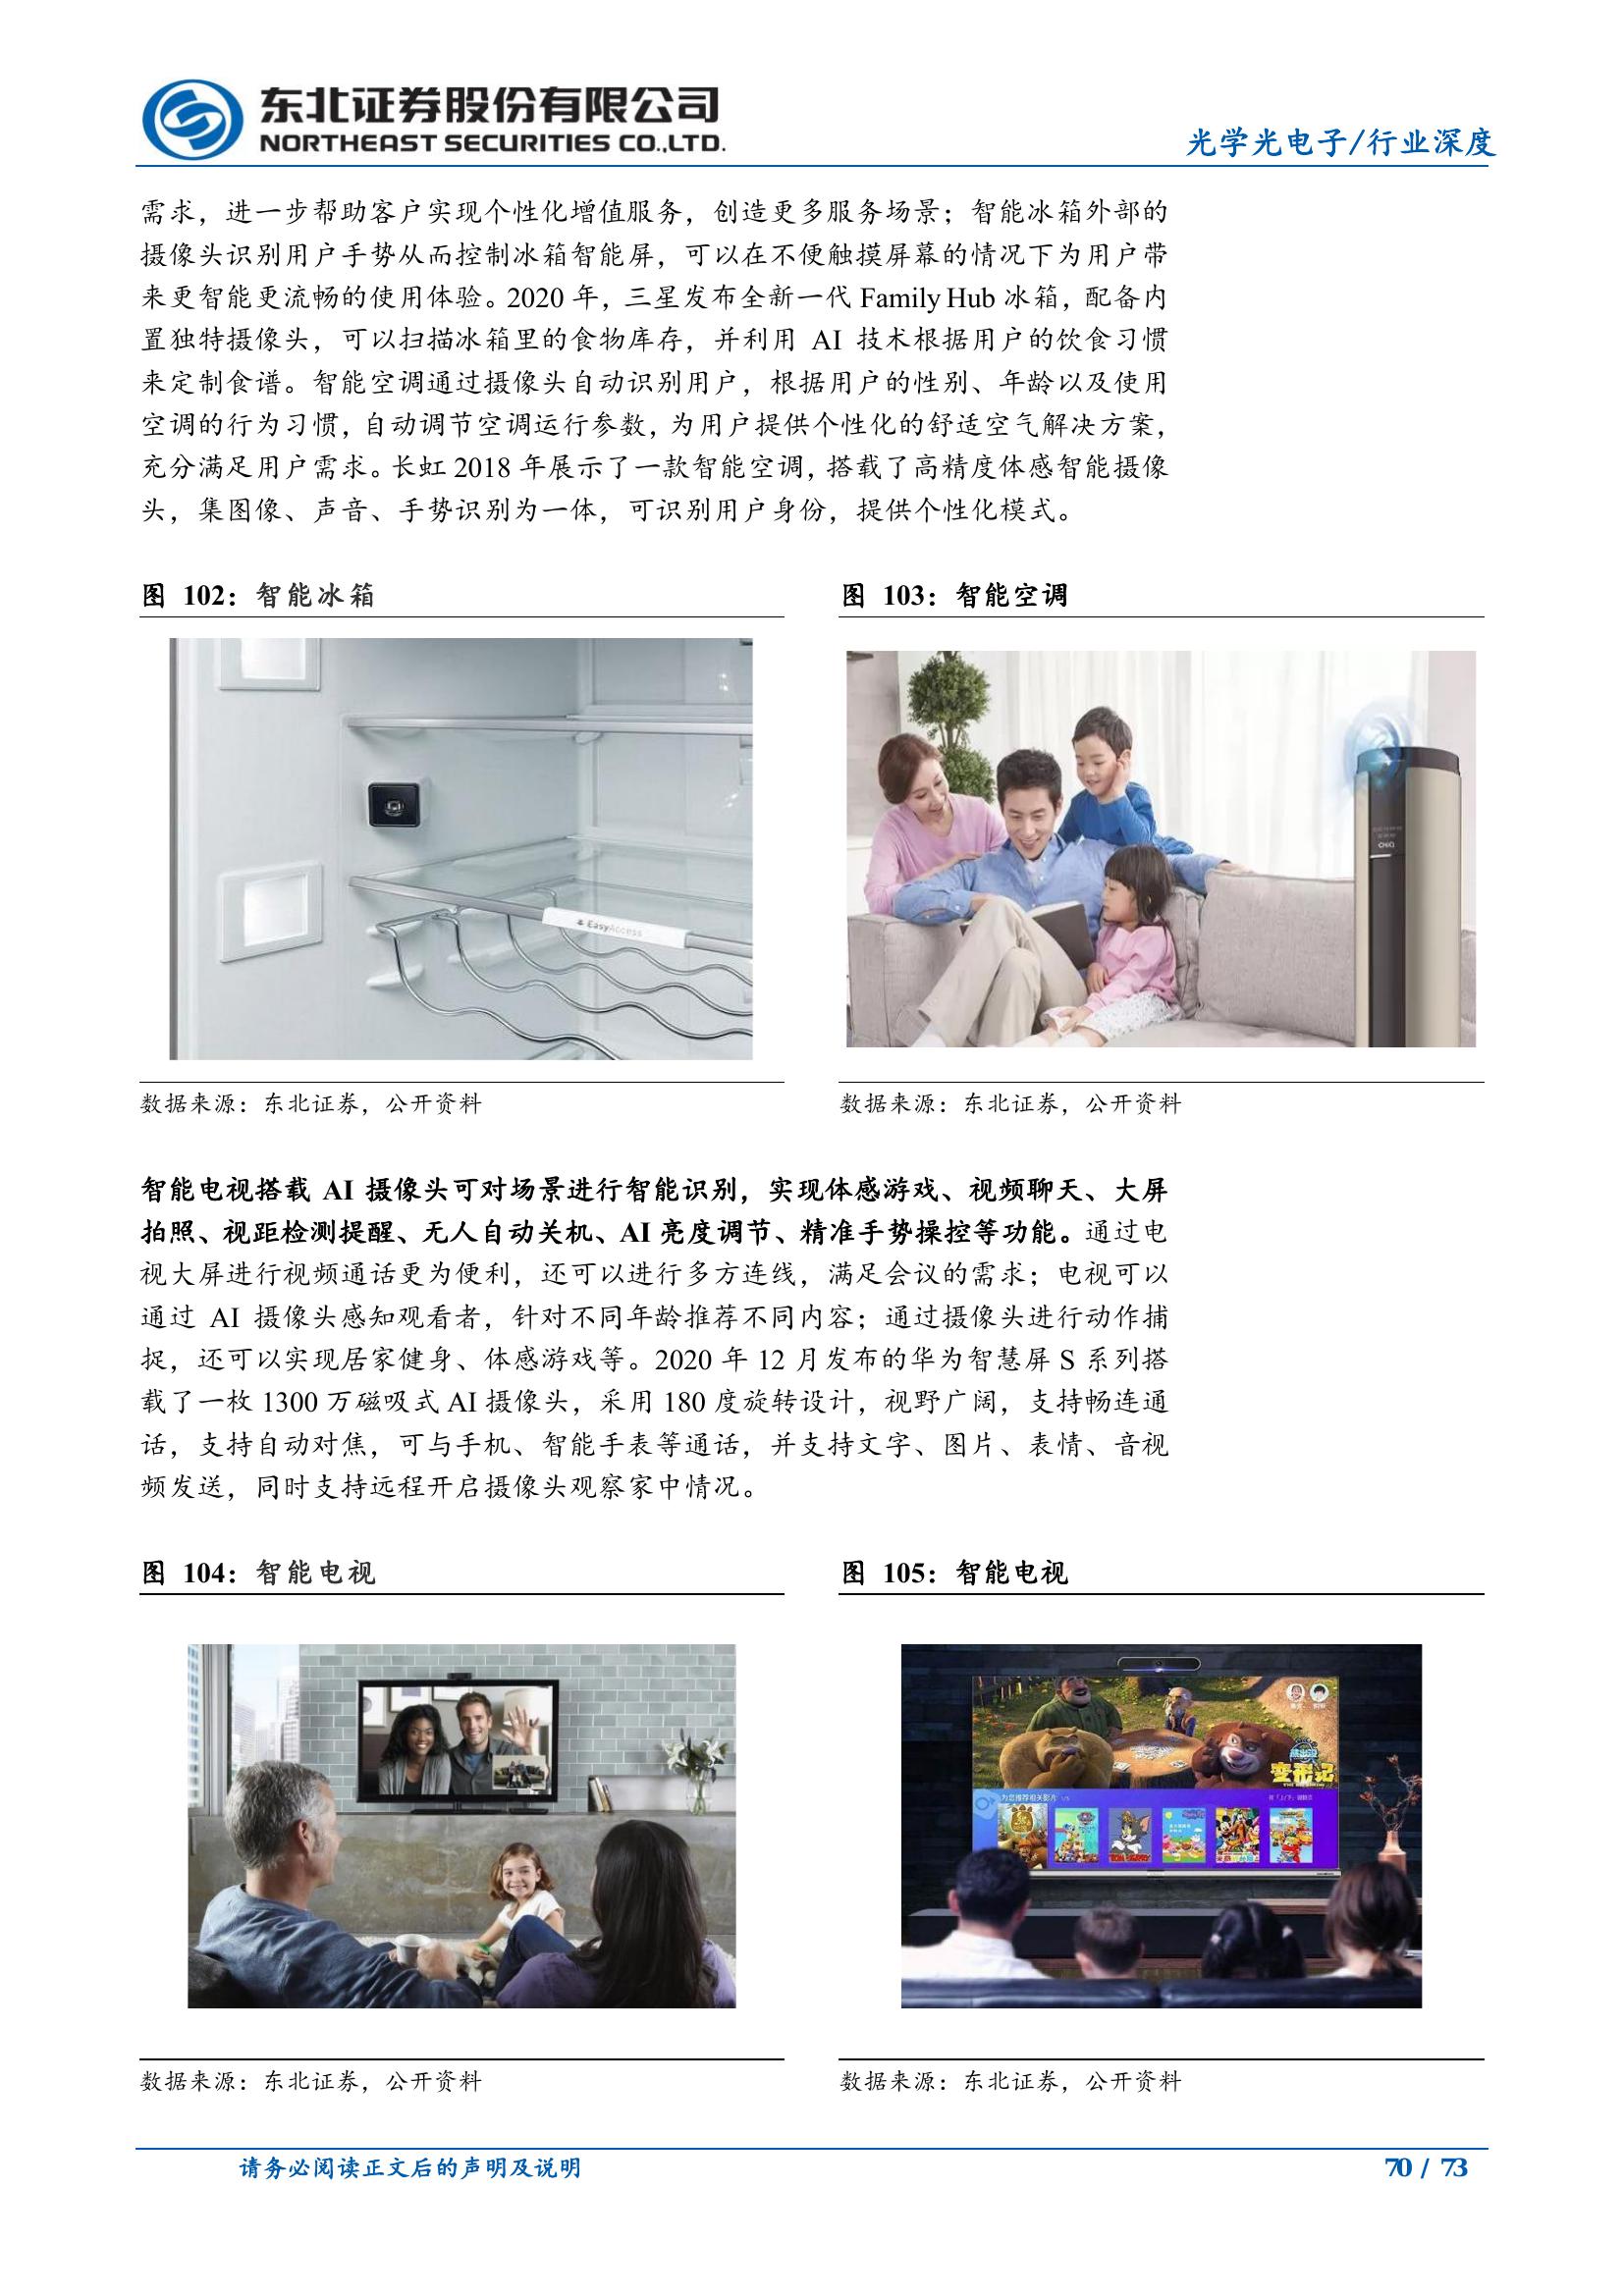 东北证券股份有限公司
NORTHEAST SECURITIES CO.,LTD.
光学光电子/行业深度
需求，进一步帮助客户实现个性化增值服务，创造更多服务场景；智能冰箱外部的
摄像头识别用户手势从而控制冰箱智能屏，可以在不便触摸屏幕的情况下为用户带
来更智能更流畅的使用体验。2020 年，三星发布全新一代 Family Hub 冰箱，配备内
置独特摄像头，可以扫描冰箱里的食物库存，并利用 AI 技术根据用户的饮食习惯
来定制食谱。智能空调通过摄像头自动识别用户，根据用户的性别、年龄以及使用
空调的行为习惯，自动调节空调运行参数，为用户提供个性化的舒适空气解决方案，
充分满足用户需求。长虹 2018 年展示了一款智能空调，搭载了高精度体感智能摄像
头，集图像、声音、手势识别为一体，可识别用户身份，提供个性化模式。
图 102：智能冰箱
图 103：智能空调
EasyAccess
CHiQ
数据来源：东北证券，公开资料
数据来源：东北证券，公开资料
智能电视搭载 AI 摄像头可对场景进行智能识别，实现体感游戏、视频聊天、大屏
拍照、视距检测提醒、无人自动关机、AI 亮度调节、精准手势操控等功能。通过电
视大屏进行视频通话更为便利，还可以进行多方连线，满足会议的需求；电视可以
通过 AI 摄像头感知观看者，针对不同年龄推荐不同内容；通过摄像头进行动作捕
捉，还可以实现居家健身、体感游戏等。2020 年 12 月发布的华为智慧屏 S 系列搭
载了一枚 1300 万磁吸式 AI 摄像头，采用 180 度旋转设计，视野广阔，支持畅连通
话，支持自动对焦，可与手机、智能手表等通话，并支持文字、图片、表情、音视
频发送，同时支持远程开启摄像头观察家中情况。
图 104：智能电视
图 105：智能电视
熊出没
变形记
为您推荐相关影片
数据来源：东北证券，公开资料
数据来源：东北证券，公开资料
请务必阅读正文后的声明及说明
70 / 73